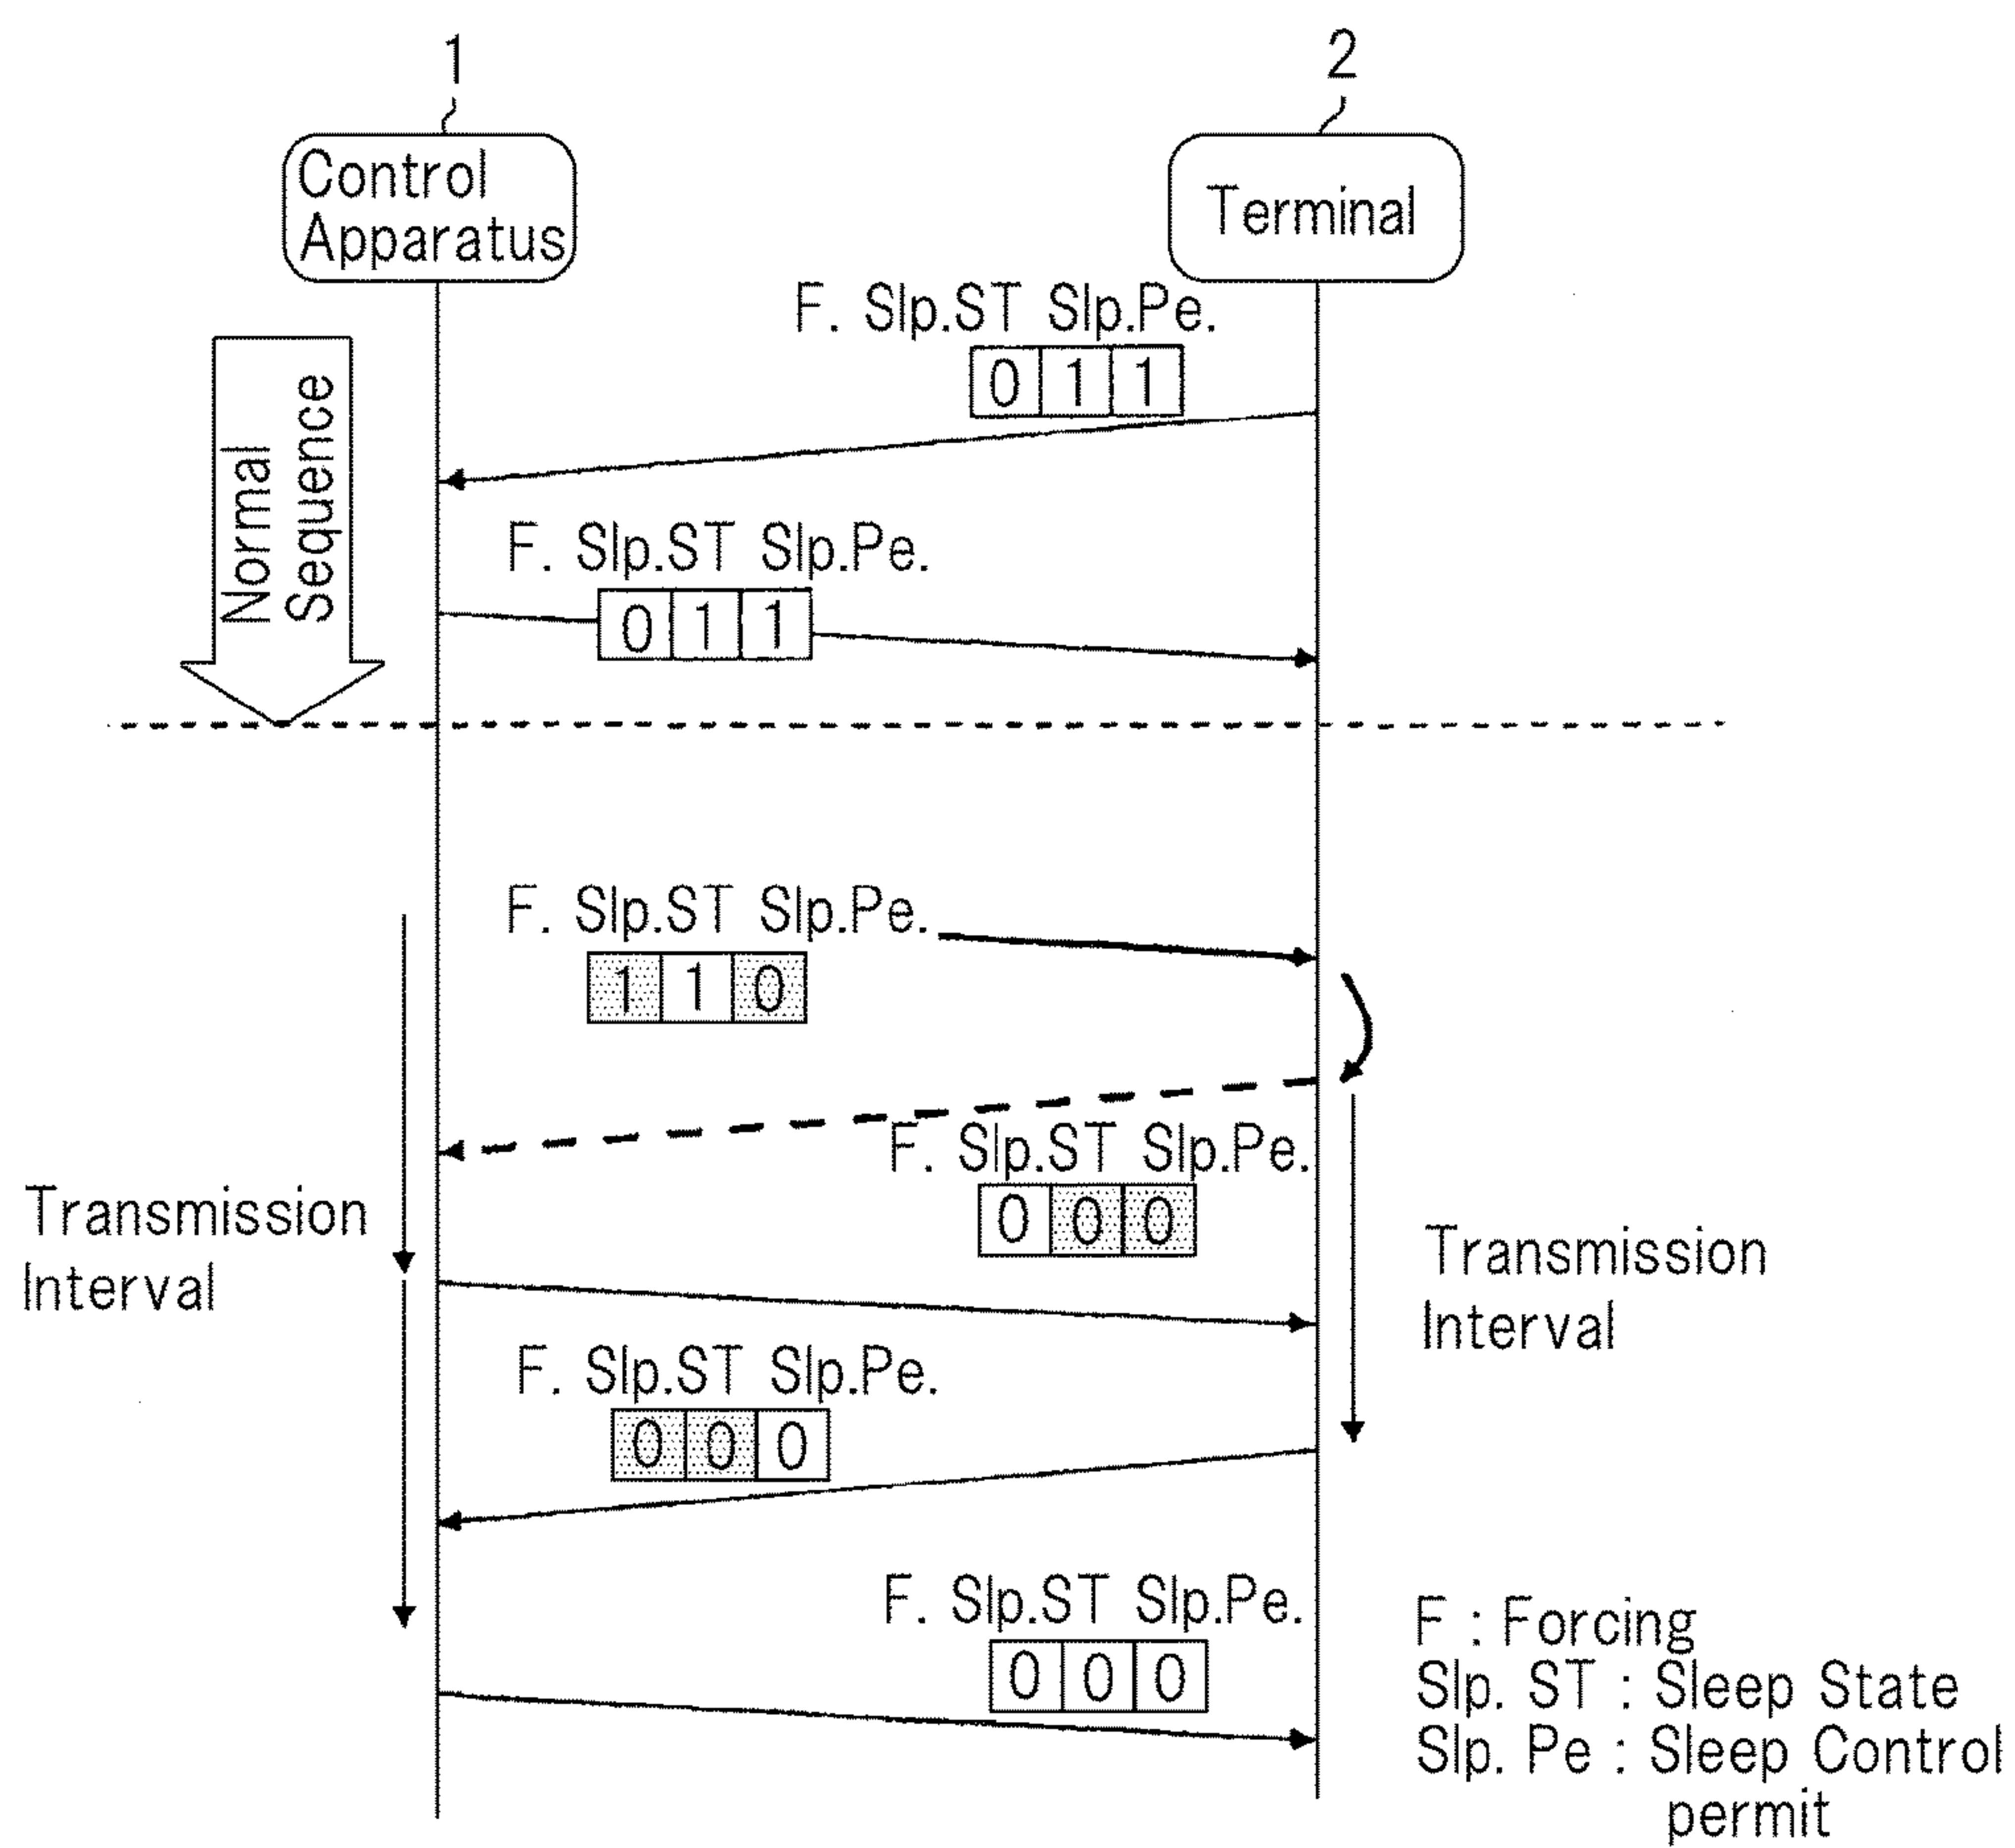 1
2
Control
Apparatus
Terminal
F. Slp.ST Slp.Pe.
0 1 1
Normal
Sequence
F. Slp.ST Slp.Pe.
0 1 1
F. Slp.ST Slp.Pe.
1 1 0
F. Slp.ST Slp.Pe.
0 0 0
Transmission
Interval
Transmission
Interval
F. Slp.ST Slp.Pe.
0 0 0
F. Slp.ST Slp.Pe.
0 0 0
F : Forcing
Slp. ST : Sleep State
Slp. Pe : Sleep Control
permit